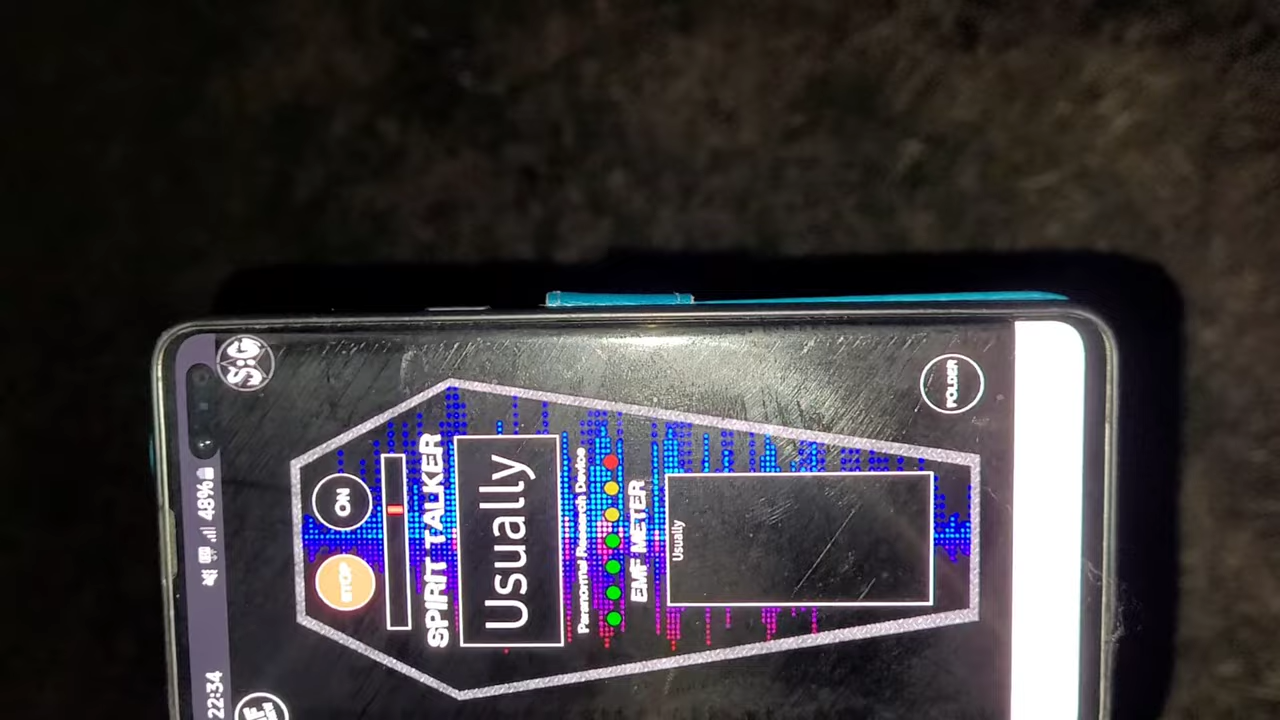 22:34
48%
S:G
STOP
ON
SPIRIT TALKER
Usually
Paranormal Research Device
EMF METER
Usually
FOLDER